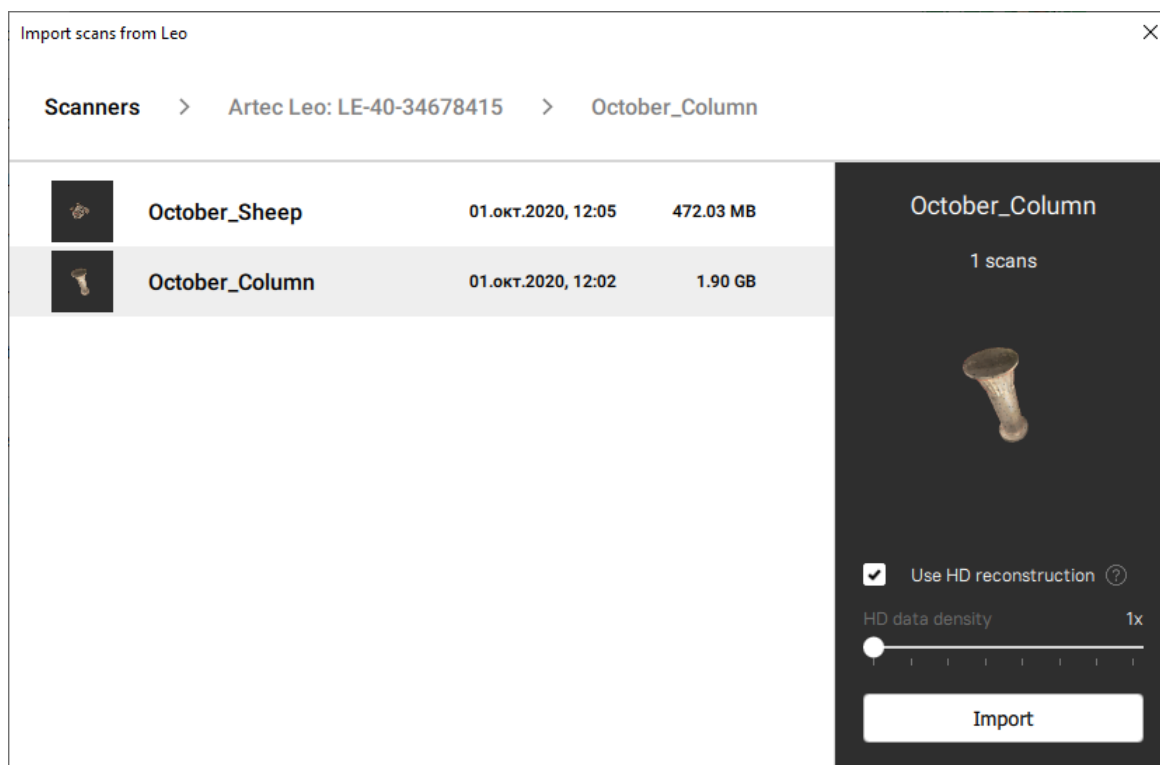 Import scans from Leo
Scanners > Artec Leo: LE-40-34678415 > October_Column
October_Sheep 01.окт.2020, 12:05 472.03 MB
October_Column 01.окт.2020, 12:02 1.90 GB
October_Column
1 scans
Use HD reconstruction ?
HD data density 1x
Import